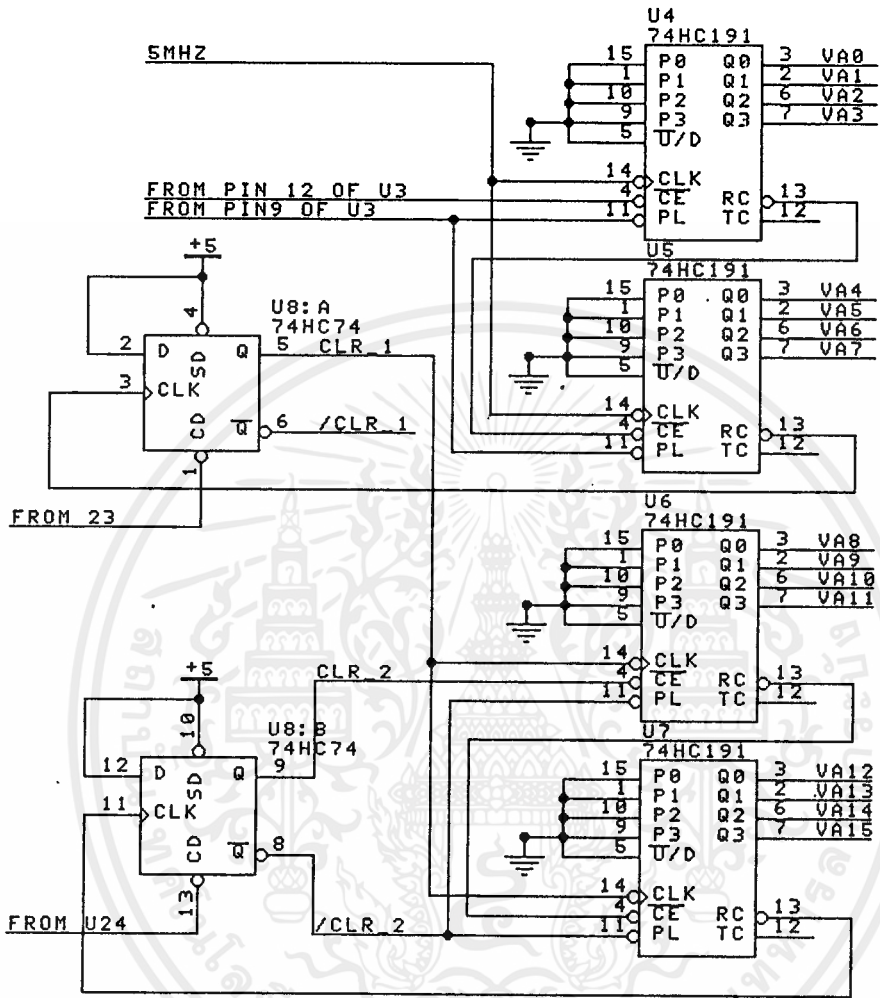 5MHZ
FROM PIN 12 OF U3
FROM PIN9 OF U3
U4
74HC191
15 P0 Q0 3 VA0
1 P1 Q1 2 VA1
10 P2 Q2 6 VA2
9 P3 Q3 7 VA3
5 U/D
14 CLK
4 CE RC 13
11 PL TC 12
U5
74HC191
15 P0 Q0 3 VA4
1 P1 Q1 2 VA5
10 P2 Q2 6 VA6
9 P3 Q3 7 VA7
5 U/D
14 CLK
4 CE RC 13
11 PL TC 12
+5
4
U8:A
74HC74
2 D SD Q 5 CLR_1
3 CLK
CD Q 6 /CLR_1
1
FROM 23
U6
74HC191
15 P0 Q0 3 VA8
1 P1 Q1 2 VA9
10 P2 Q2 6 VA10
9 P3 Q3 7 VA11
5 U/D
14 CLK
4 CE RC 13
11 PL TC 12
+5
10
CLR_2
U8:B
74HC74
12 D SD Q 9
11 CLK
CD Q 8
13
FROM U24
/CLR_2
U7
74HC191
15 P0 Q0 3 VA12
1 P1 Q1 2 VA13
10 P2 Q2 6 VA14
9 P3 Q3 7 VA15
5 U/D
14 CLK
4 CE RC 13
11 PL TC 12